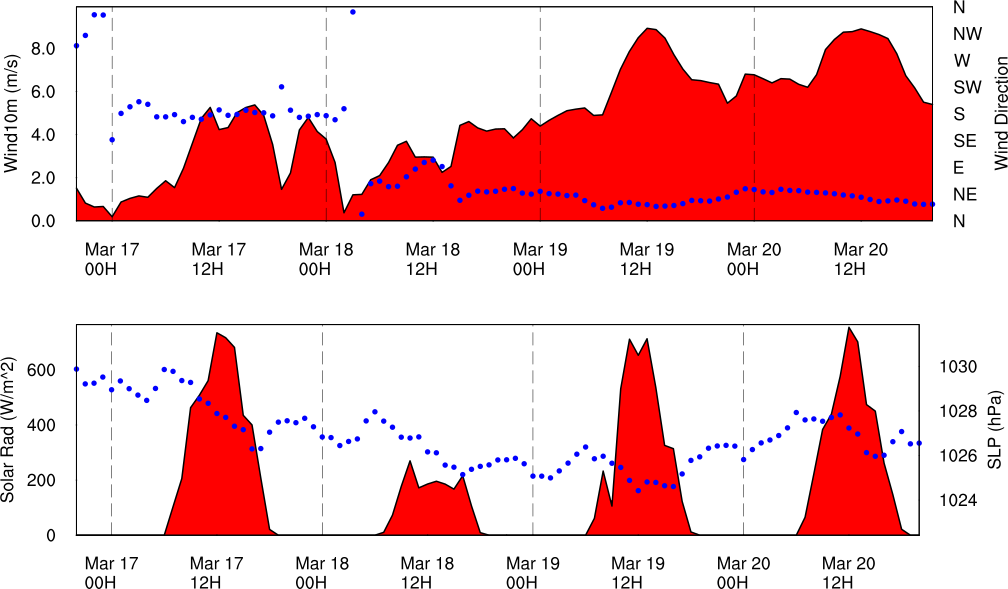 N
NW
8.0
W
6.0
SW
S
4.0
SE
E
2.0
NE
0.0
N
Wind10m (m/s)
Wind Direction
Mar 17 Mar 17 Mar 18 Mar 18 Mar 19 Mar 19 Mar 20 Mar 20
00H 12H 00H 12H 00H 12H 00H 12H
600
1030
400
1028
1026
200
1024
0
Solar Rad (W/m^2)
SLP (hPa)
Mar 17 Mar 17 Mar 18 Mar 18 Mar 19 Mar 19 Mar 20 Mar 20
00H 12H 00H 12H 00H 12H 00H 12H